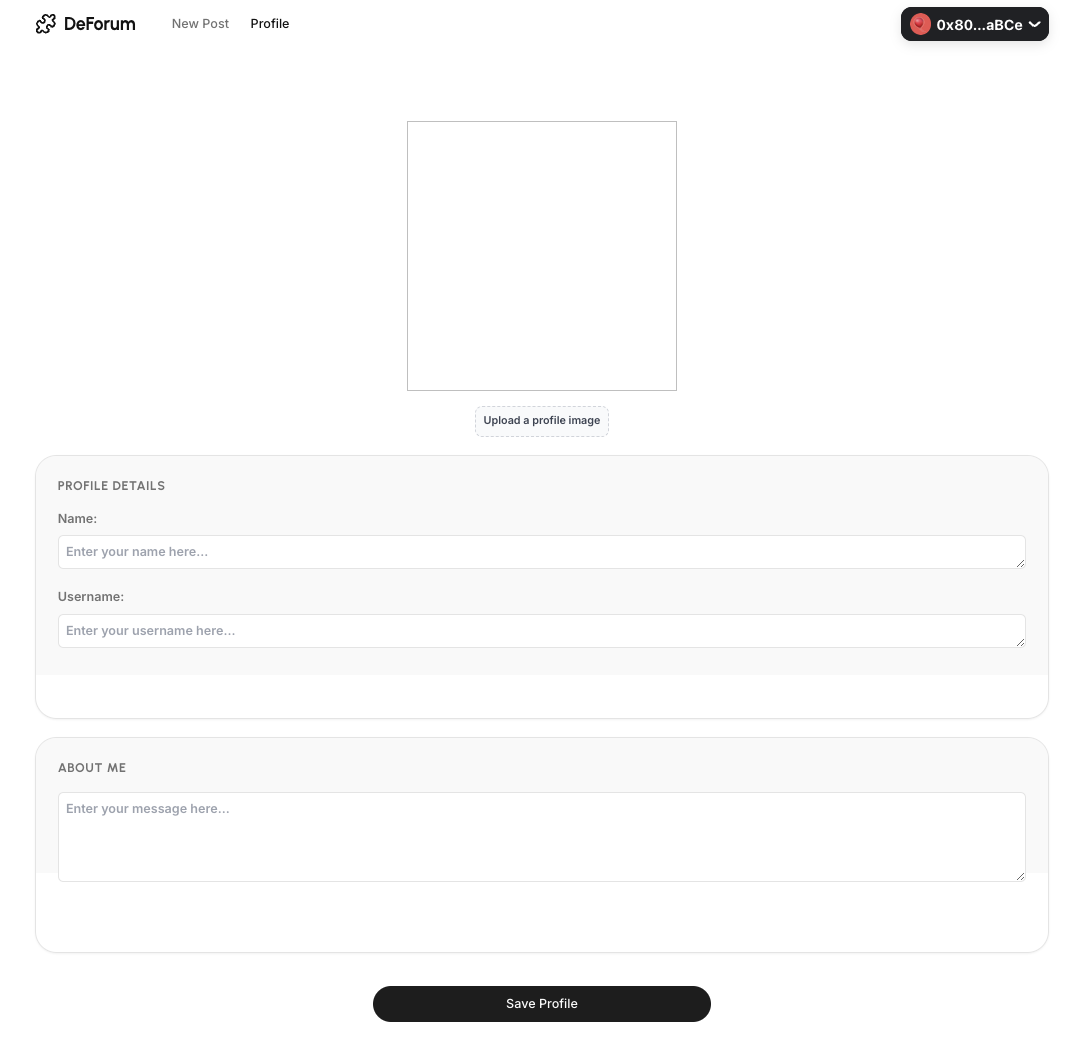 DeForum
New Post
Profile
0x80...aBCe
Upload a profile image
PROFILE DETAILS
Name:
Enter your name here...
Username:
Enter your username here...
ABOUT ME
Enter your message here...
Save Profile